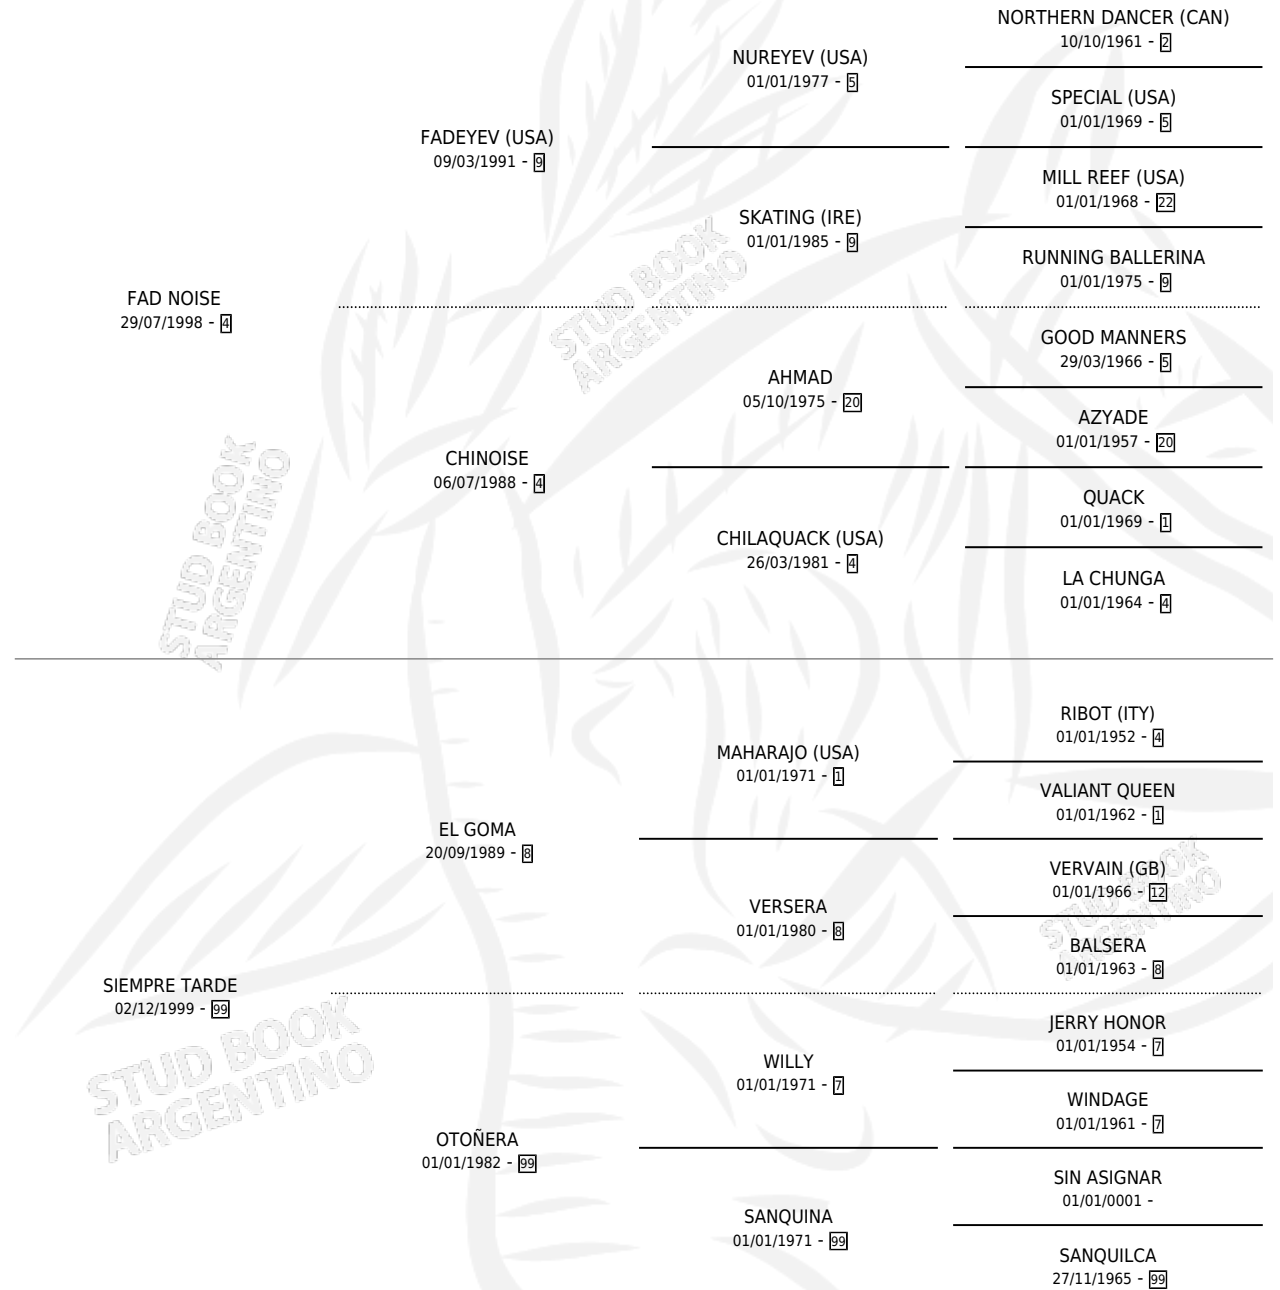 NORTHERN DANCER (CAN)
10/10/1961 - 2
NUREYEV (USA)
01/01/1977 - 5
SPECIAL (USA)
01/01/1969 - 5
FADEYEV (USA)
09/03/1991 - 9
MILL REEF (USA)
01/01/1968 - 22
SKATING (IRE)
01/01/1985 - 9
RUNNING BALLERINA
01/01/1975 - 9
FAD NOISE
29/07/1998 - 4
STUD BOOK
ARGENTINO
GOOD MANNERS
29/03/1966 - 5
AHMAD
05/10/1975 - 20
AZYADE
01/01/1957 - 20
CHINOISE
06/07/1988 - 4
QUACK
01/01/1969 - 1
CHILAQUACK (USA)
26/03/1981 - 4
LA CHUNGA
01/01/1964 - 4
STUD BOOK
ARGENTINO
RIBOT (ITY)
01/01/1952 - 4
MAHARAJO (USA)
01/01/1971 - 1
VALIANT QUEEN
01/01/1962 - 1
EL GOMA
20/09/1989 - 8
VERVAIN (GB)
01/01/1966 - 12
VERSERA
01/01/1980 - 8
STUD BOOK
ARGENTINO
BALSERA
01/01/1963 - 8
SIEMPRE TARDE
02/12/1999 - 99
STUD BOOK
ARGENTINO
JERRY HONOR
01/01/1954 - 7
WILLY
01/01/1971 - 7
WINDAGE
01/01/1961 - 7
OTOÑERA
01/01/1982 - 99
SIN ASIGNAR
01/01/0001 -
SANQUINA
01/01/1971 - 99
SANQUILCA
27/11/1965 - 99